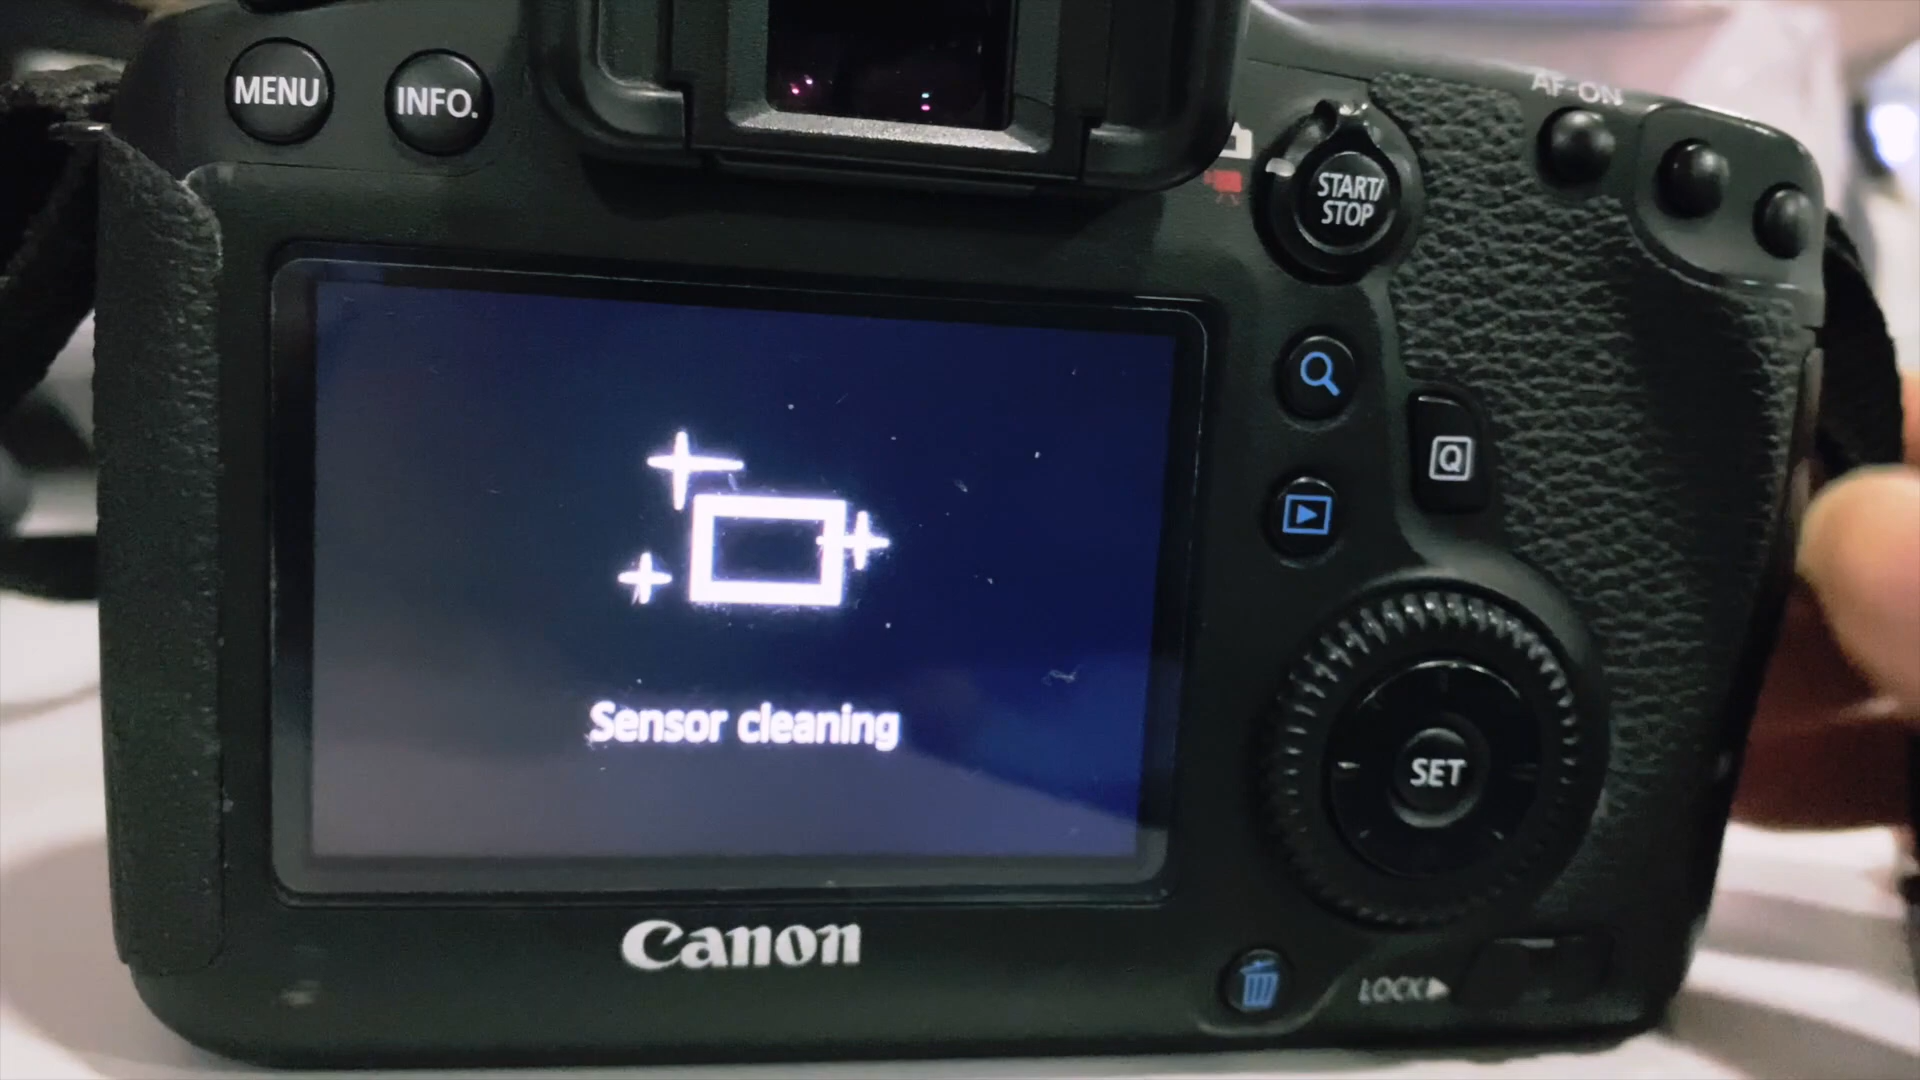 MENU
INFO.
AF-ON
START/
STOP
Q
Sensor cleaning
SET
Canon
LOCK▶